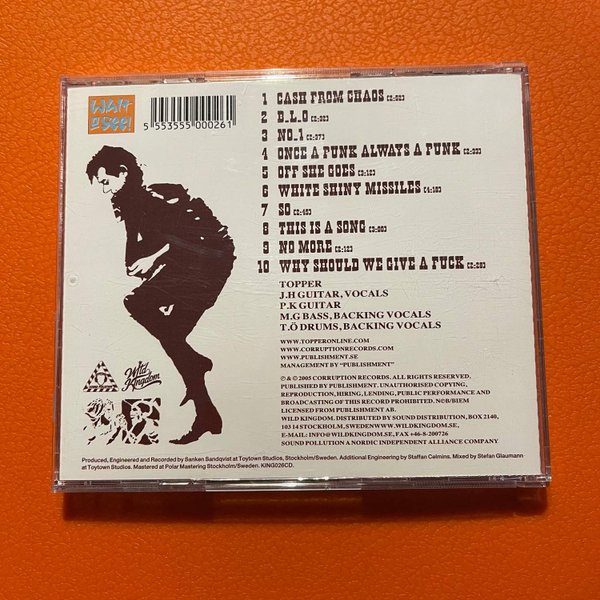 WAIT
a SEC!
5 553555 000261
1 CASH FROM CHAOS
2 B.L.O
3 NO.1
4 ONCE A PUNK ALWAYS A PUNK
5 OFF SHE GOES
6 WHITE SHINY MISSILES
7 SO
8 THIS IS A SONG
9 NO MORE
10 WHY SHOULD WE GIVE A FUCK
TOPPER
J.H GUITAR, VOCALS
P.K GUITAR
M.G BASS, BACKING VOCALS
T.Ö DRUMS, BACKING VOCALS
WWW.TOPPERONLINE.COM
WWW.CORRUPTIONRECORDS.COM
WWW.PUBLISHMENT.SE
MANAGEMENT BY "PUBLISHMENT"
℗ & © 2005 CORRUPTION RECORDS. ALL RIGHTS RESERVED.
PUBLISHED BY PUBLISHMENT. UNAUTHORISED COPYING,
REPRODUCTION, HIRING, LENDING, PUBLIC PERFORMANCE AND
BROADCASTING OF THIS RECORD PROHIBITED. N©B/BIEM
LICENSED FROM PUBLISHMENT AB.
WILD KINGDOM. DISTRIBUTED BY SOUND DISTRIBUTION, BOX 2140,
103 14 STOCKHOLM, SWEDEN WWW.WILDKINGDOM.SE,
E-MAIL: INFO@WILDKINGDOM.SE, FAX +46-8-200726
SOUND POLLUTION A NORDIC INDEPENDENT ALLIANCE COMPANY
Wild
Kingdom
Produced, Engineered and Recorded by Sanken Sandqvist at Toytown Studios, Stockholm/Sweden. Additional Engineering by Staffan Celmins. Mixed by Stefan Glaumann
at Toytown Studios. Mastered at Polar Mastering Stockholm/Sweden. KING026CD.